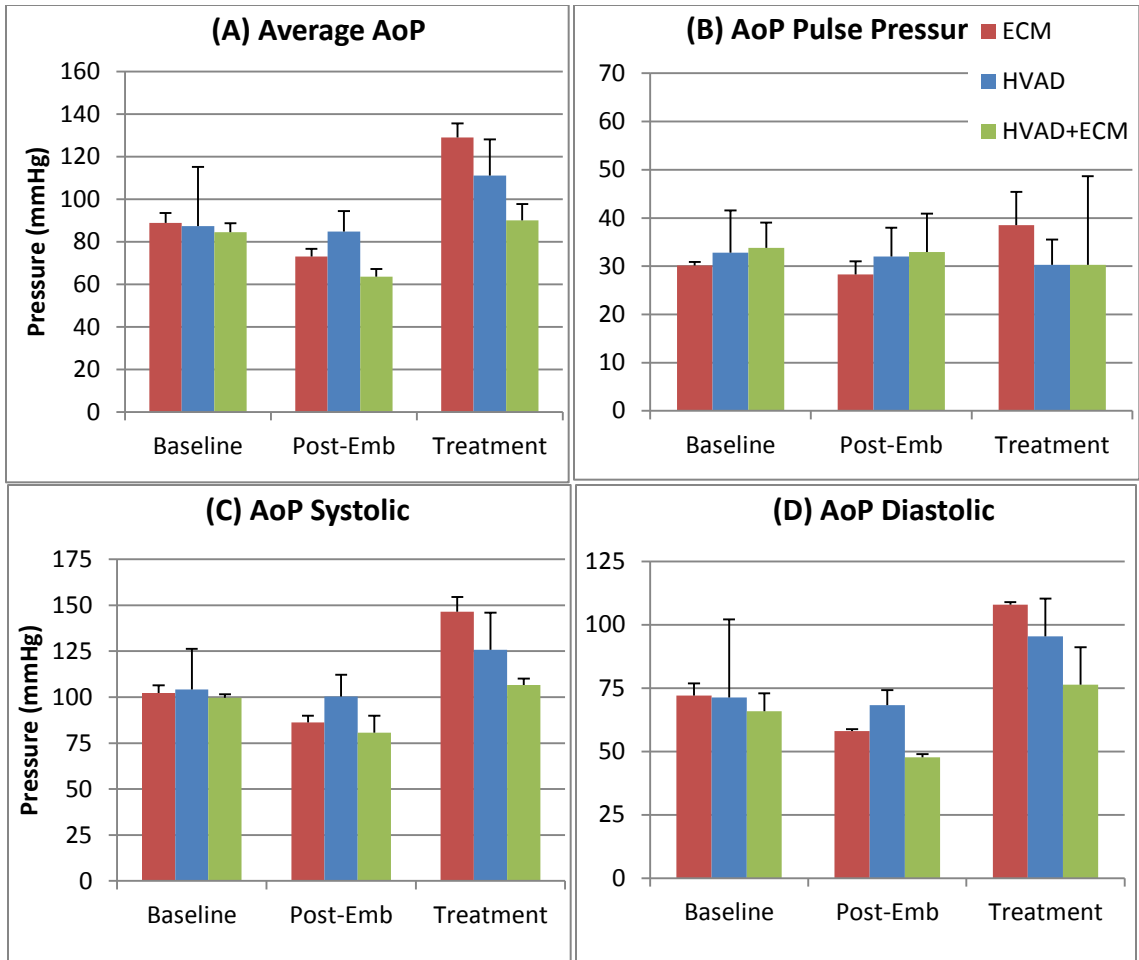 (A) Average AoP
Pressure (mmHg)
160
140
120
100
80
60
40
20
0
Baseline Post-Emb Treatment
(B) AoP Pulse Pressur
ECM
HVAD
HVAD+ECM
70
60
50
40
30
20
10
0
Baseline Post-Emb Treatment
(C) AoP Systolic
Pressure (mmHg)
175
150
125
100
75
50
25
0
Baseline Post-Emb Treatment
(D) AoP Diastolic
125
100
75
50
25
0
Baseline Post-Emb Treatment